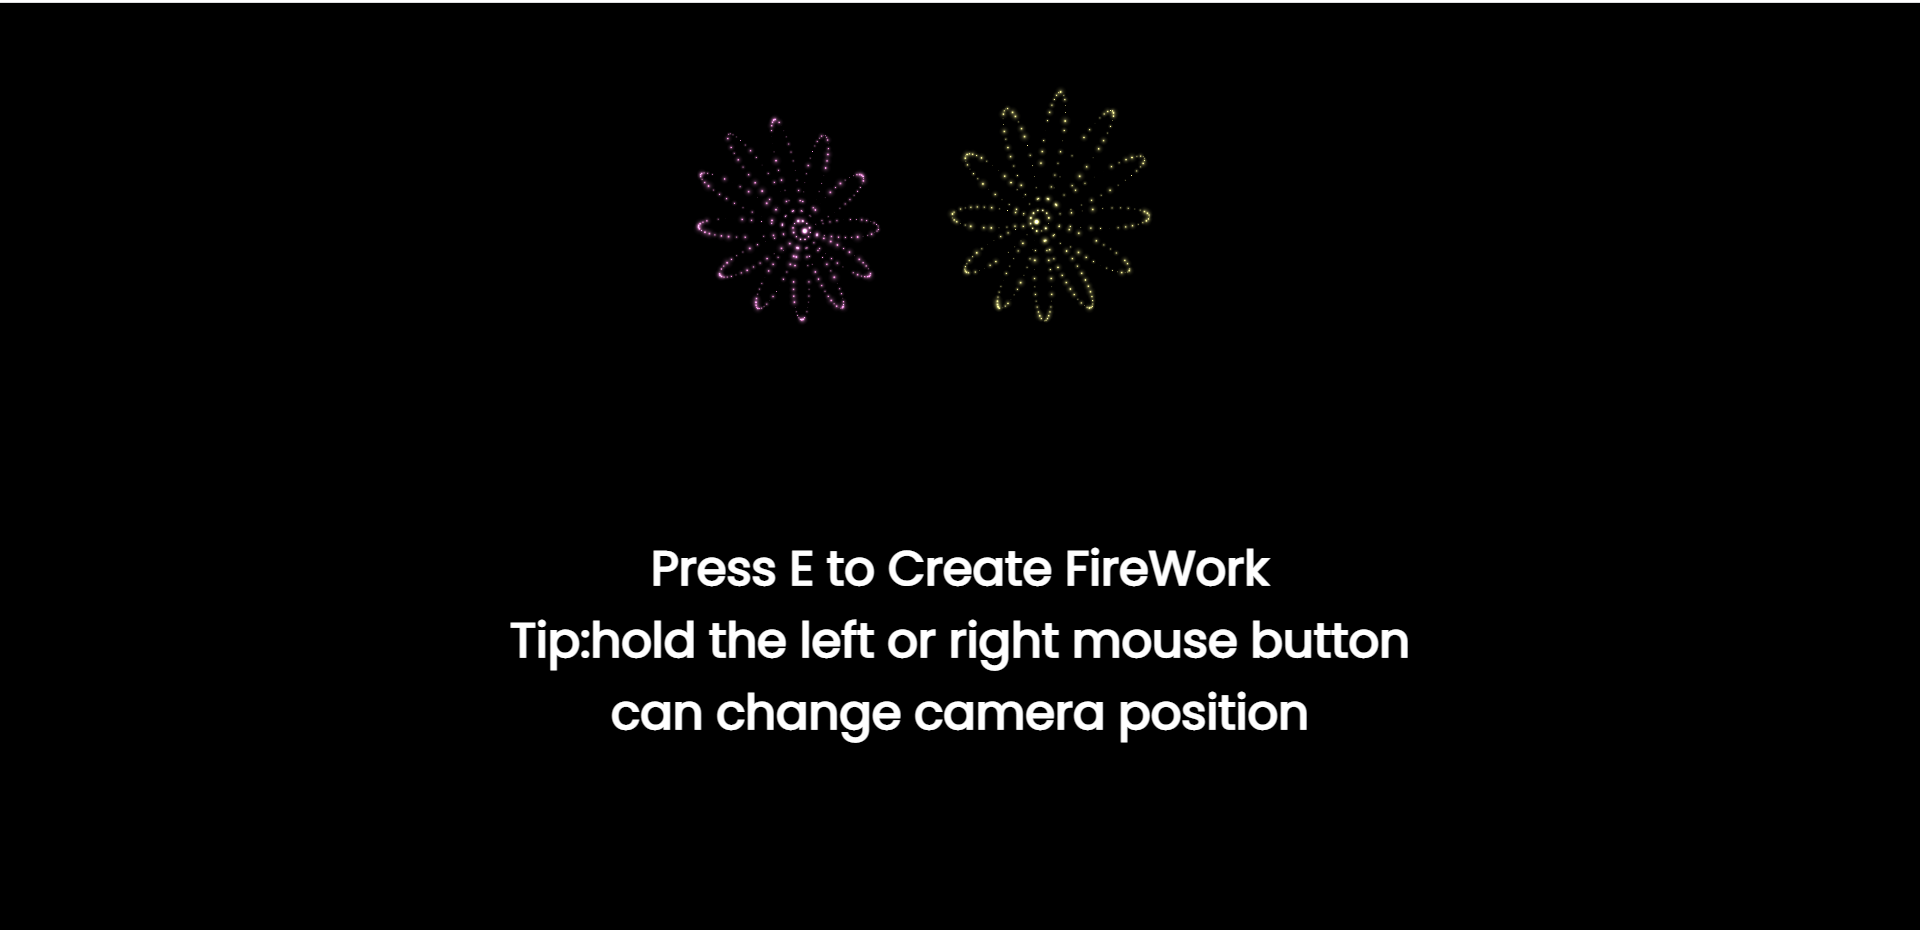 Press E to Create FireWork
Tip:hold the left or right mouse button
can change camera position